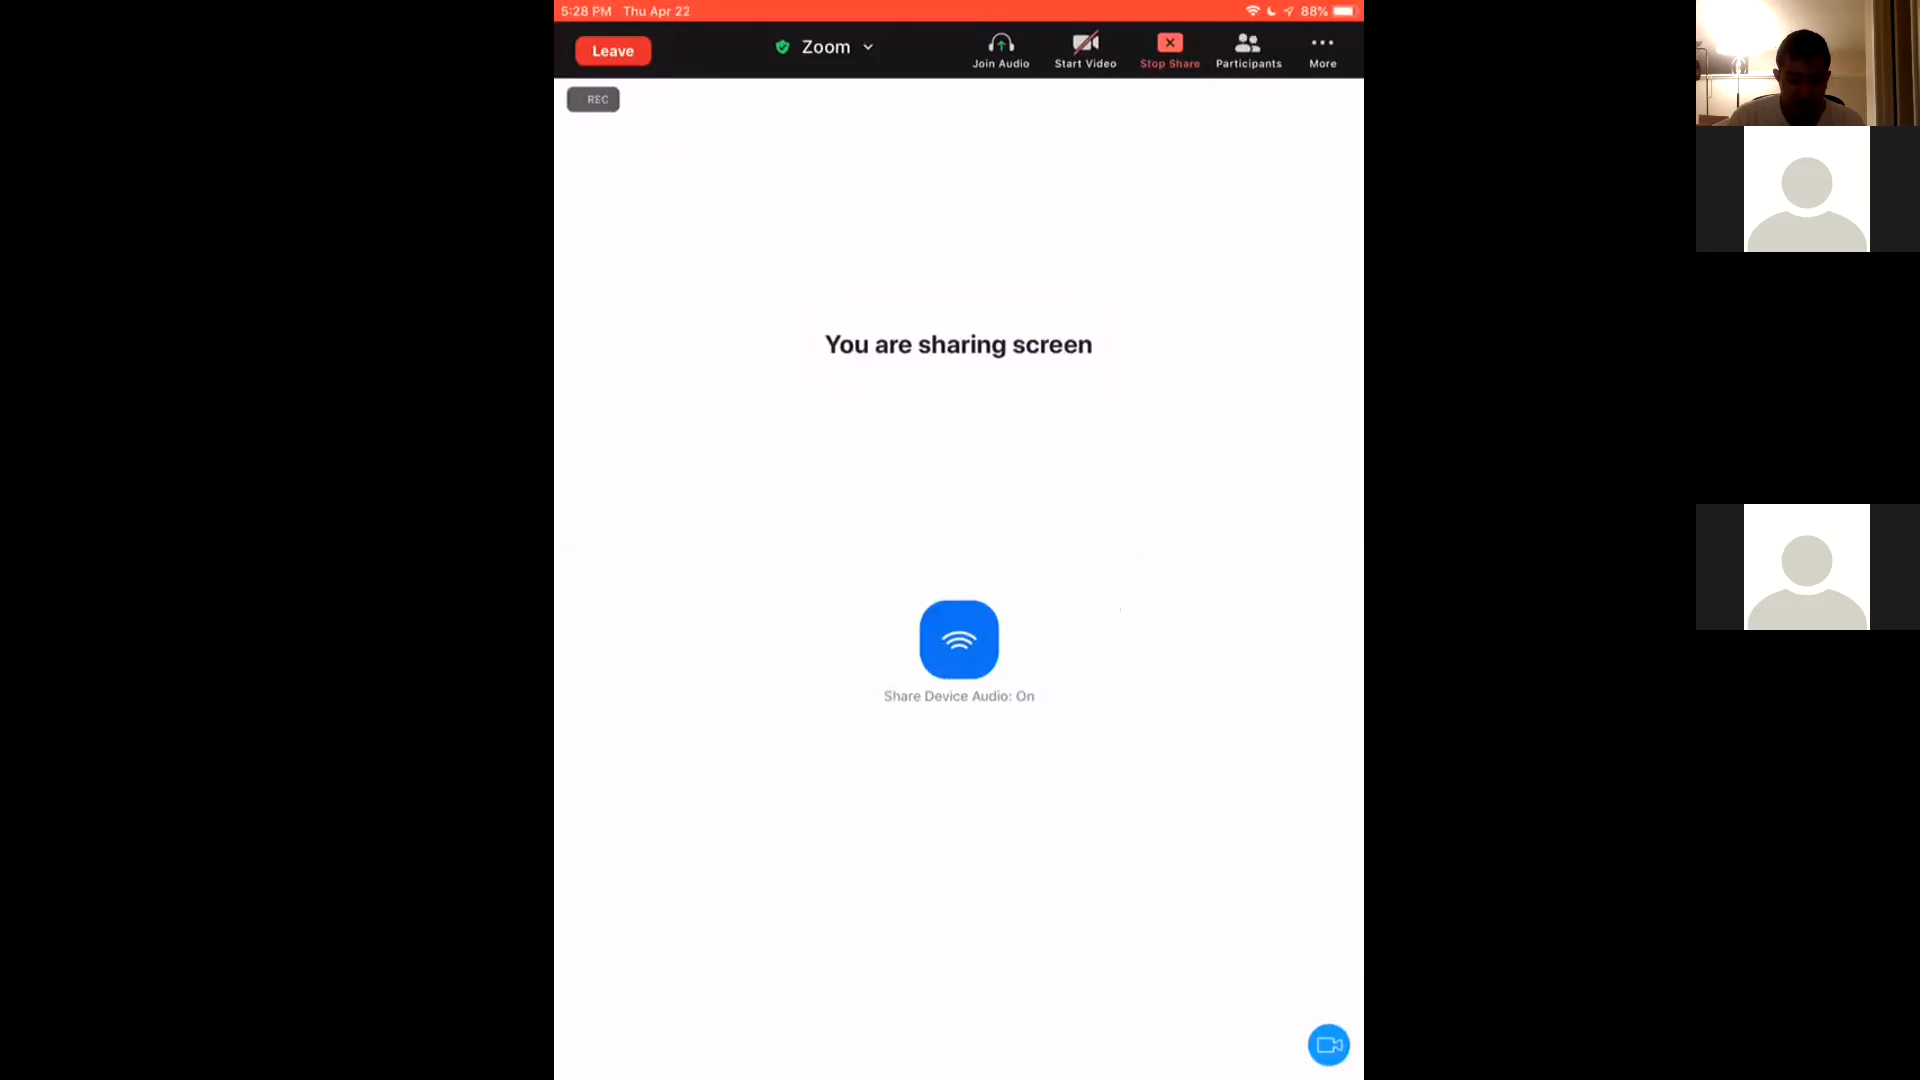 5:28 PM Thu Apr 22
88%
Leave
Zoom
Join Audio
Start Video
Stop Share
Participants
More
REC
You are sharing screen
Share Device Audio: On